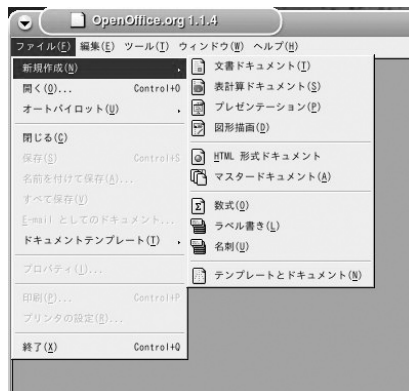 OpenOffice.org 1.1.4
ファイル(F) 編集(E) ツール(T) ウィンドウ(W) ヘルプ(H)
新規作成(N)
開く(O)... Control+O
オートパイロット(U)
閉じる(C)
保存(S) Control+S
名前を付けて保存(A)...
すべて保存(V)
E-mail としてのドキュメント...
ドキュメントテンプレート(T)
プロパティ(I)...
印刷(P)... Control+P
プリンタの設定(R)...
終了(X) Control+Q
文書ドキュメント(T)
表計算ドキュメント(S)
プレゼンテーション(P)
図形描画(D)
HTML 形式ドキュメント
マスタードキュメント(A)
数式(O)
ラベル書き(L)
名刺(U)
テンプレートとドキュメント(N)